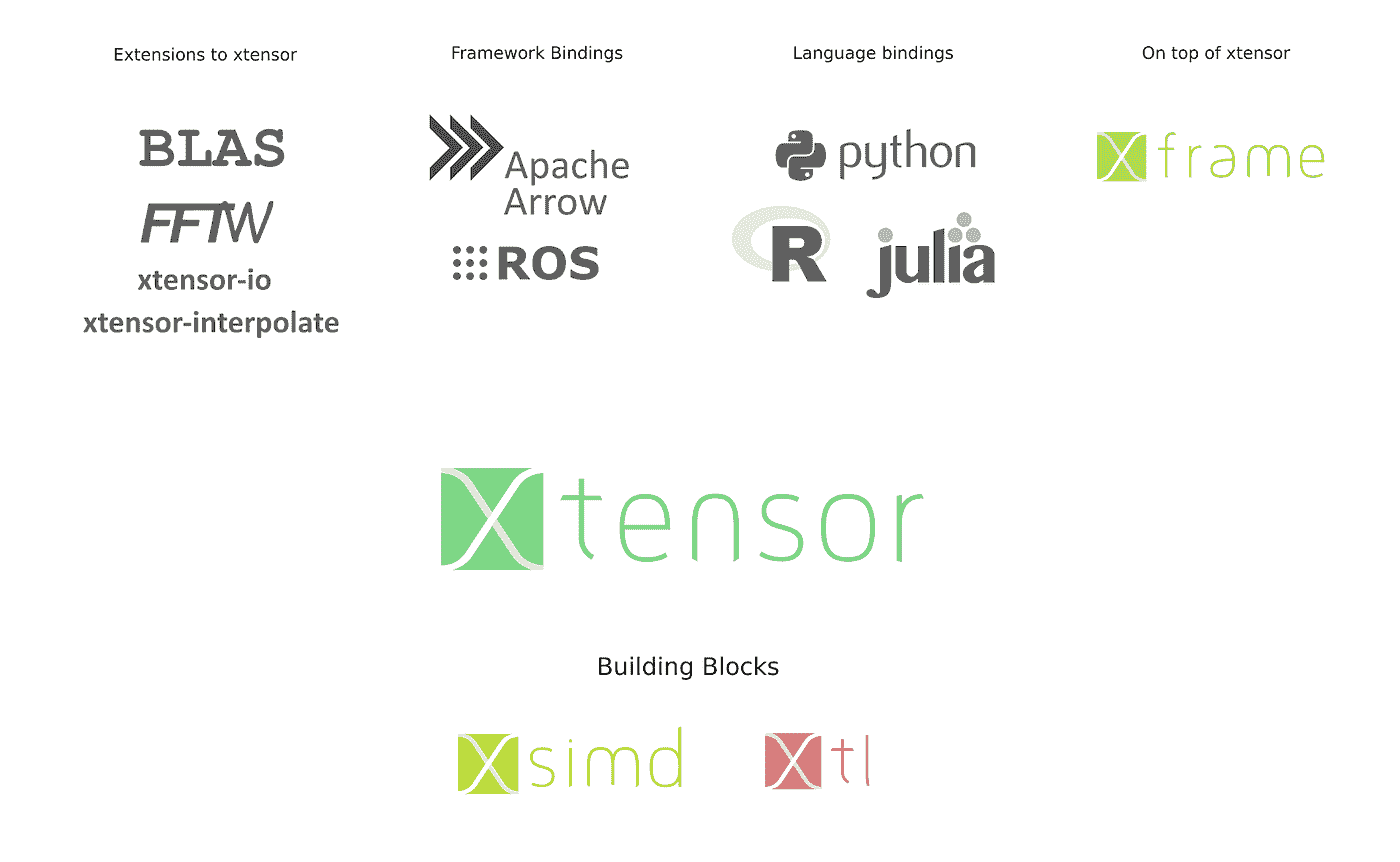 Extensions to xtensor
Framework Bindings
Language bindings
On top of xtensor
BLAS
FFTW
xtensor-io
xtensor-interpolate
Apache
Arrow
ROS
python
R
julia
Xframe
Xtensor
Building Blocks
Xsimd
Xtl